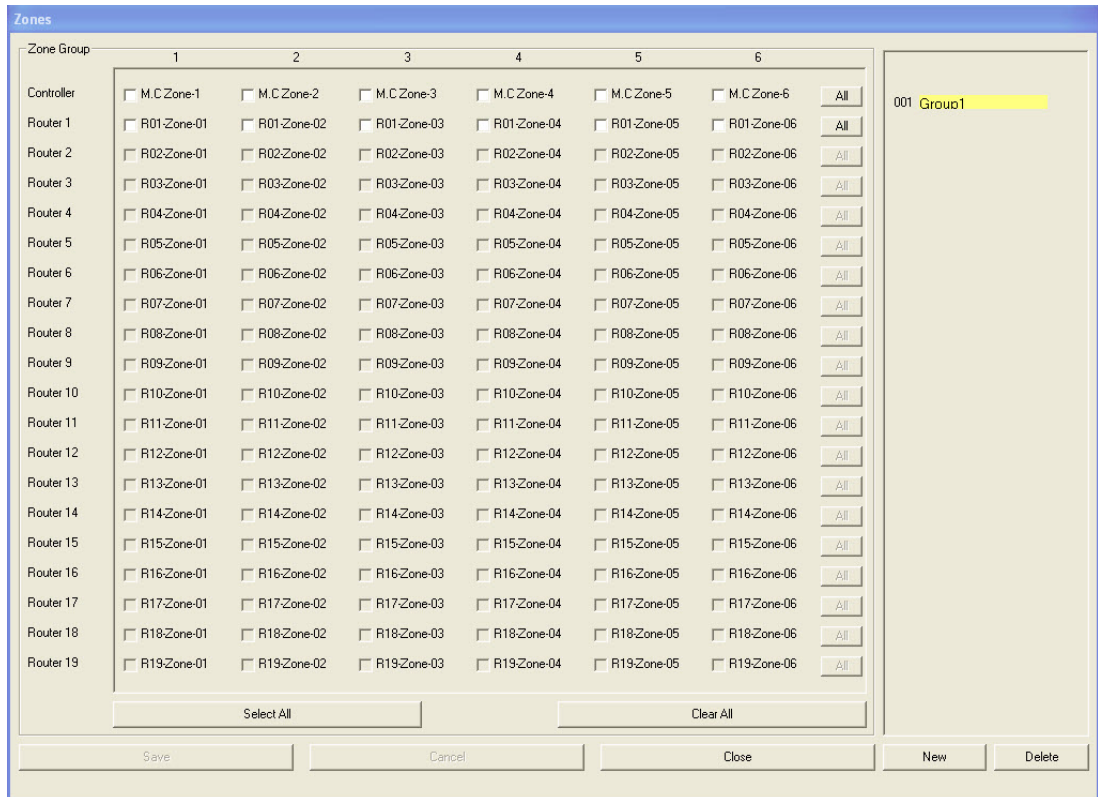 Zones
Zone Group
1 2 3 4 5 6
Controller M.C Zone-1 M.C Zone-2 M.C Zone-3 M.C Zone-4 M.C Zone-5 M.C Zone-6 All
001 Group1
Router 1 R01-Zone-01 R01-Zone-02 R01-Zone-03 R01-Zone-04 R01-Zone-05 R01-Zone-06 All
Router 2 R02-Zone-01 R02-Zone-02 R02-Zone-03 R02-Zone-04 R02-Zone-05 R02-Zone-06 All
Router 3 R03-Zone-01 R03-Zone-02 R03-Zone-03 R03-Zone-04 R03-Zone-05 R03-Zone-06 All
Router 4 R04-Zone-01 R04-Zone-02 R04-Zone-03 R04-Zone-04 R04-Zone-05 R04-Zone-06 All
Router 5 R05-Zone-01 R05-Zone-02 R05-Zone-03 R05-Zone-04 R05-Zone-05 R05-Zone-06 All
Router 6 R06-Zone-01 R06-Zone-02 R06-Zone-03 R06-Zone-04 R06-Zone-05 R06-Zone-06 All
Router 7 R07-Zone-01 R07-Zone-02 R07-Zone-03 R07-Zone-04 R07-Zone-05 R07-Zone-06 All
Router 8 R08-Zone-01 R08-Zone-02 R08-Zone-03 R08-Zone-04 R08-Zone-05 R08-Zone-06 All
Router 9 R09-Zone-01 R09-Zone-02 R09-Zone-03 R09-Zone-04 R09-Zone-05 R09-Zone-06 All
Router 10 R10-Zone-01 R10-Zone-02 R10-Zone-03 R10-Zone-04 R10-Zone-05 R10-Zone-06 All
Router 11 R11-Zone-01 R11-Zone-02 R11-Zone-03 R11-Zone-04 R11-Zone-05 R11-Zone-06 All
Router 12 R12-Zone-01 R12-Zone-02 R12-Zone-03 R12-Zone-04 R12-Zone-05 R12-Zone-06 All
Router 13 R13-Zone-01 R13-Zone-02 R13-Zone-03 R13-Zone-04 R13-Zone-05 R13-Zone-06 All
Router 14 R14-Zone-01 R14-Zone-02 R14-Zone-03 R14-Zone-04 R14-Zone-05 R14-Zone-06 All
Router 15 R15-Zone-01 R15-Zone-02 R15-Zone-03 R15-Zone-04 R15-Zone-05 R15-Zone-06 All
Router 16 R16-Zone-01 R16-Zone-02 R16-Zone-03 R16-Zone-04 R16-Zone-05 R16-Zone-06 All
Router 17 R17-Zone-01 R17-Zone-02 R17-Zone-03 R17-Zone-04 R17-Zone-05 R17-Zone-06 All
Router 18 R18-Zone-01 R18-Zone-02 R18-Zone-03 R18-Zone-04 R18-Zone-05 R18-Zone-06 All
Router 19 R19-Zone-01 R19-Zone-02 R19-Zone-03 R19-Zone-04 R19-Zone-05 R19-Zone-06 All
Select All Clear All
Save Cancel Close New Delete